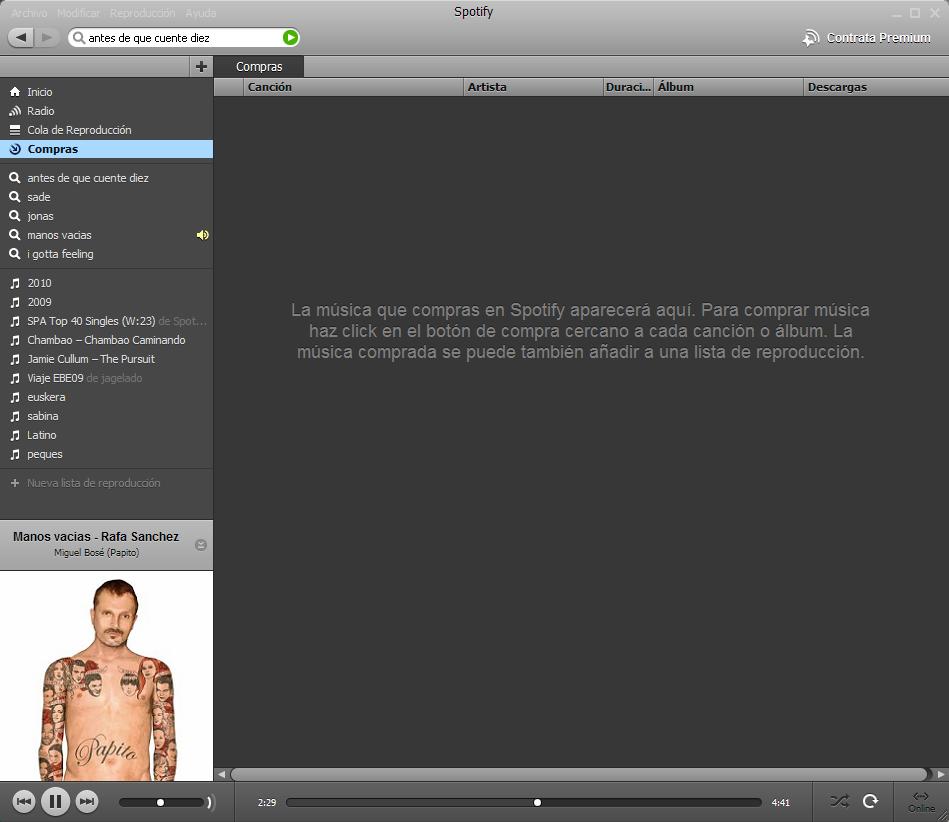 Archivo Modificar Reproducción Ayuda
Spotify
antes de que cuente diez
Contrata Premium
Compras
Canción Artista Duraci... Álbum Descargas
Inicio
Radio
Cola de Reproducción
Compras
antes de que cuente diez
sade
jonas
manos vacias
i gotta feeling
2010
2009
SPA Top 40 Singles (W:23) de Spot...
Chambao – Chambao Caminando
Jamie Cullum – The Pursuit
Viaje EBE09 de jagelado
euskera
sabina
Latino
peques
Nueva lista de reproducción
La música que compras en Spotify aparecerá aquí. Para comprar música
haz click en el botón de compra cercano a cada canción o álbum. La
música comprada se puede también añadir a una lista de reproducción.
Manos vacias - Rafa Sanchez
Miguel Bosé (Papito)
Papito
2:29
4:41
Online